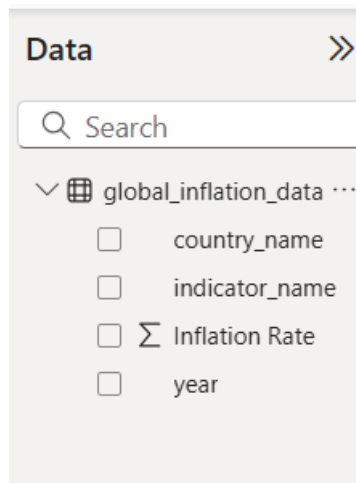 Data
Search
global_inflation_data ...
country_name
indicator_name
Σ Inflation Rate
year